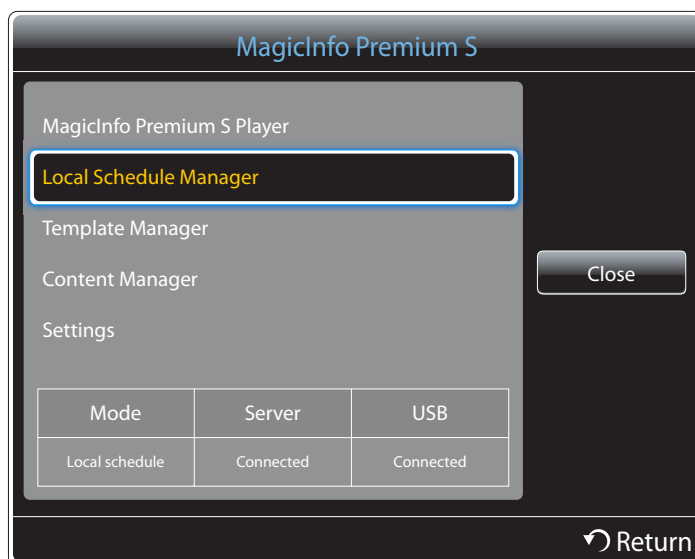 MagicInfo Premium S
MagicInfo Premium S Player
Local Schedule Manager
Template Manager
Content Manager
Settings
Close
Mode Server USB
Local schedule Connected Connected
Return